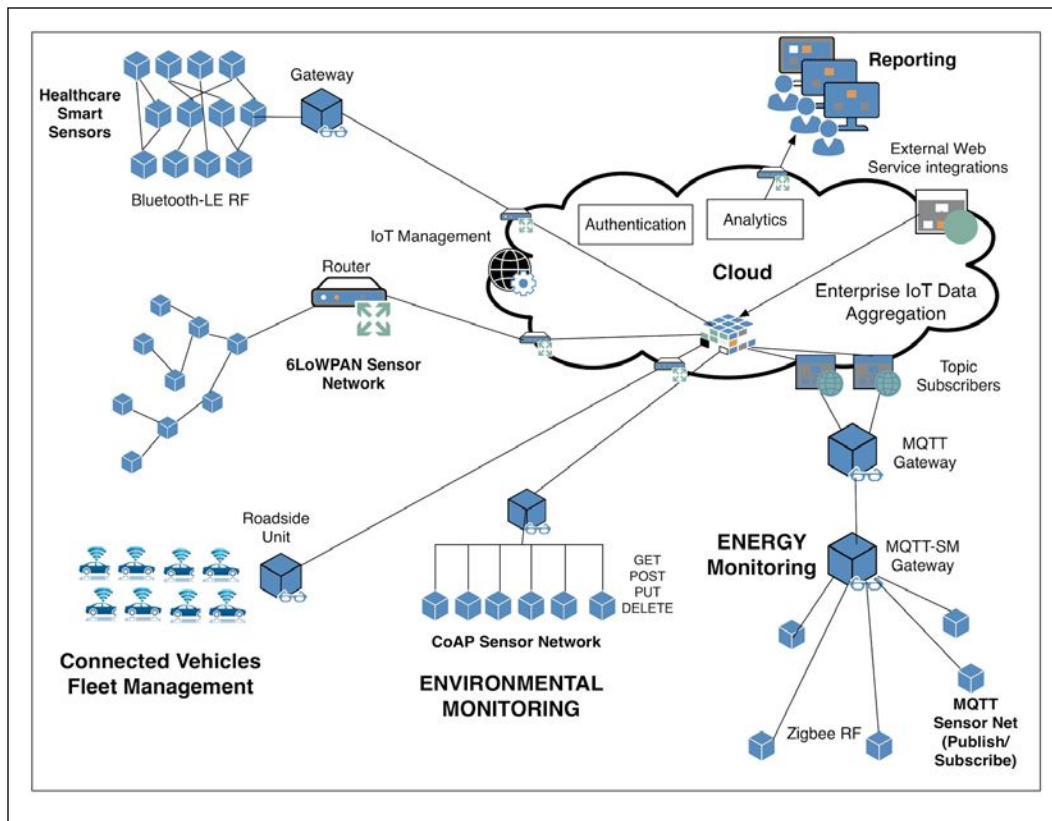 Reporting
Gateway
Healthcare
Smart
Sensors
External Web
Service integrations
Bluetooth-LE RF
Authentication
Analytics
IoT Management
Router
Cloud
Enterprise IoT Data
Aggregation
6LoWPAN Sensor
Network
Topic
Subscribers
MQTT
Gateway
Roadside
Unit
ENERGY
Monitoring
MQTT-SM
Gateway
GET
POST
PUT
DELETE
CoAP Sensor Network
Connected Vehicles
Fleet Management
ENVIRONMENTAL
MONITORING
MQTT
Sensor Net
(Publish/
Subscribe)
Zigbee RF